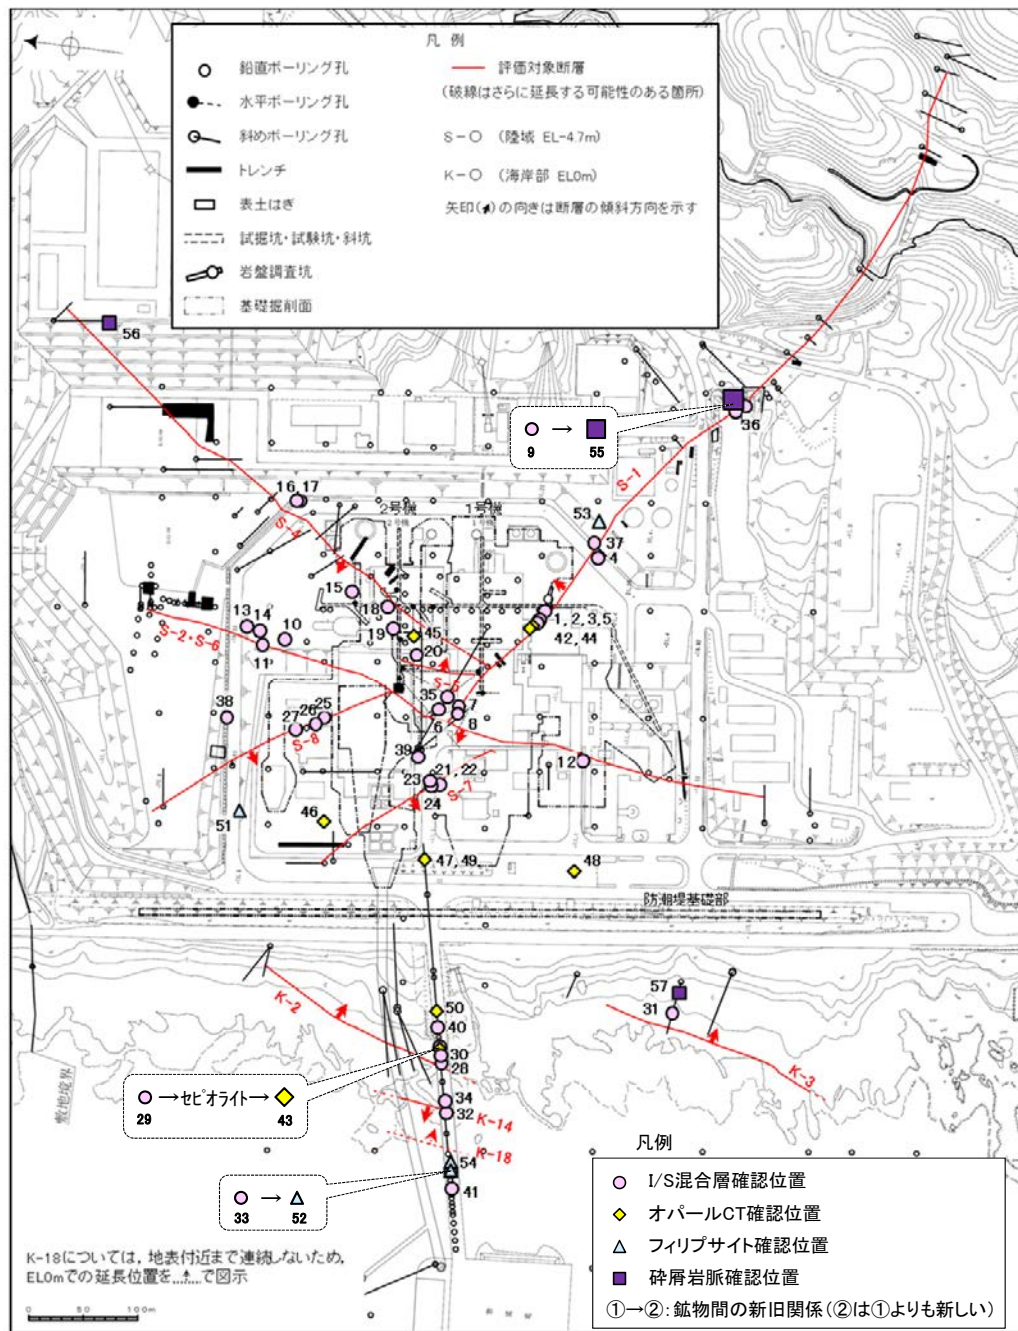 凡 例
鉛直ボーリング孔
水平ボーリング孔
斜めボーリング孔
トレンチ
表土はぎ
試掘坑・試験坑・斜坑
岩盤調査坑
基礎掘削面
評価対象断層
(破線はさらに延長する可能性のある箇所)
S-○ (陸域 EL-4.7m)
K-○ (海岸部 EL0m)
矢印( )の向きは断層の傾斜方向を示す
56
36
9 → 55
S-1
16,17
S-4
2号機
1号機
53
37
4
15
18
13
14
10
11
S-2・S-6
19
45
20
1, 2, 3, 5
42, 44
S-5
35
7
6
8
38
27
26
25
S-8
39
12
21, 22
23
24
S-7
51
46
47, 49
48
防潮堤基礎部
K-2
50
40
57
31
K-3
30
28
→セピオライト→
29
43
34
32
K-14
K-18
54
33 → 52
41
敷地境界
K-18については, 地表付近まで連続しないため,
EL0mでの延長位置を で図示
0 100m
凡例
I/S混合層確認位置
オパールCT確認位置
フィリプサイト確認位置
砕屑岩脈確認位置
①→②: 鉱物間の新旧関係(②は①よりも新しい)